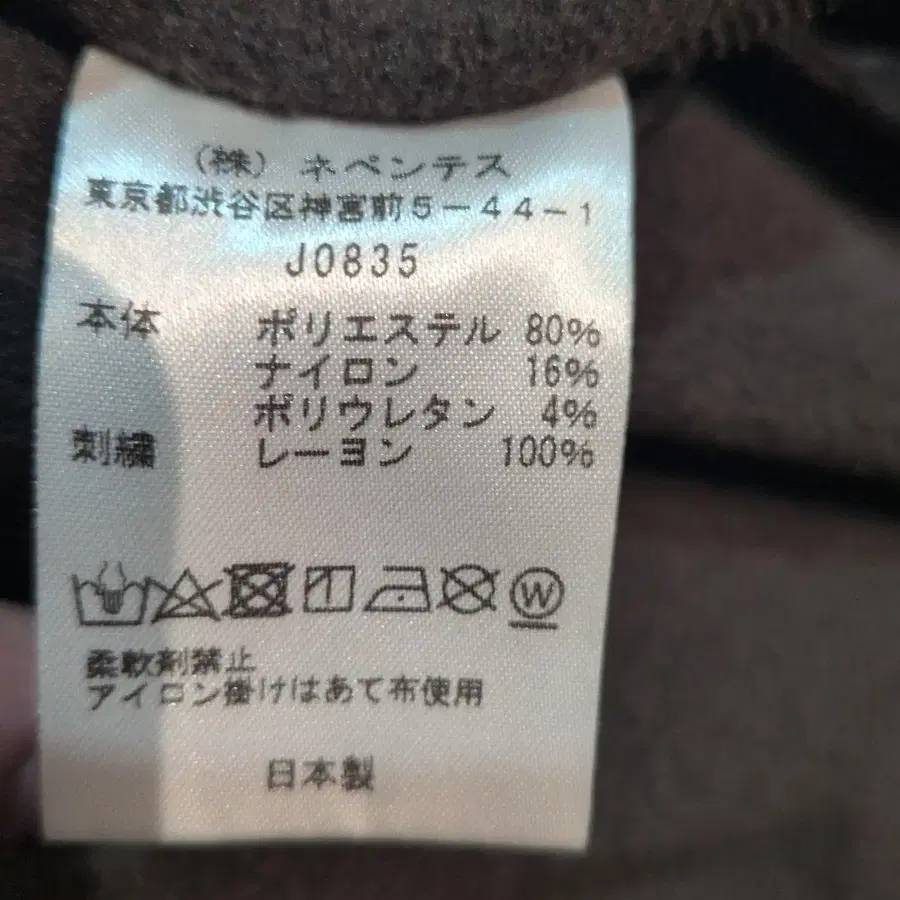 (株) ネペンテス
東京都渋谷区神宮前5-44-1
J0835
本体 ポリエステル 80%
ナイロン 16%
ポリウレタン 4%
刺繍 レーヨン 100%
W
柔軟剤禁止
アイロン掛けはあて布使用
日本製